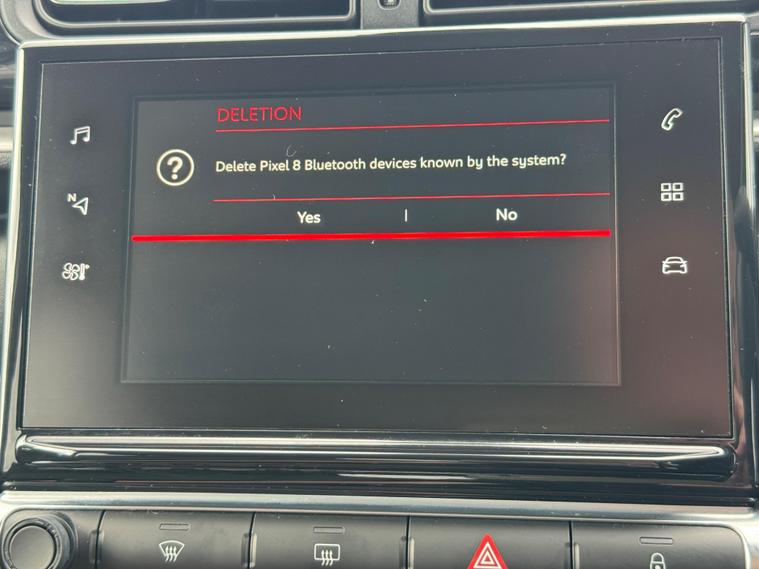 DELETION
Delete Pixel 8 Bluetooth devices known by the system?
Yes | No
N